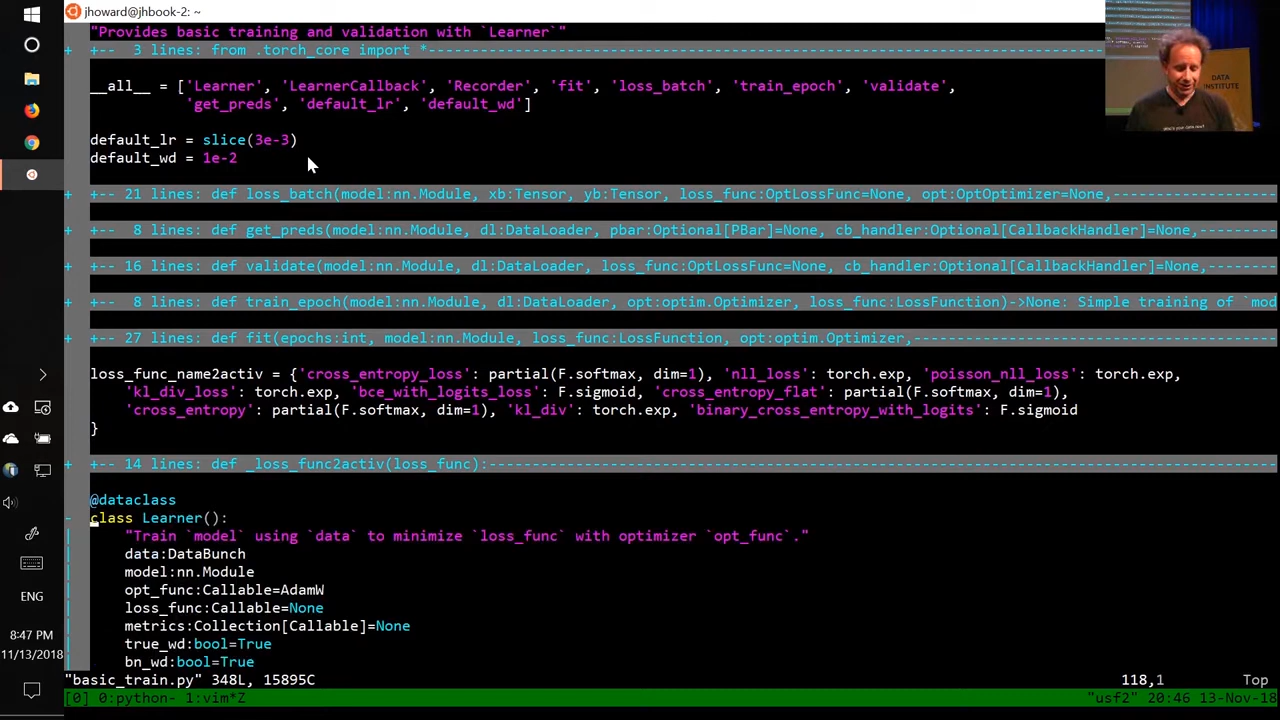 jhoward@jhbook-2: ~
"Provides basic training and validation with `Learner`"
+ +-- 3 lines: from .torch_core import *
__all__ = ['Learner', 'LearnerCallback', 'Recorder', 'fit', 'loss_batch', 'train_epoch', 'validate',
'get_preds', 'default_lr', 'default_wd']
default_lr = slice(3e-3)
default_wd = 1e-2
+ +-- 21 lines: def loss_batch(model:nn.Module, xb:Tensor, yb:Tensor, loss_func:OptLossFunc=None, opt:OptOptimizer=None,
+ +-- 8 lines: def get_preds(model:nn.Module, dl:DataLoader, pbar:Optional[PBar]=None, cb_handler:Optional[CallbackHandler]=None,
+ +-- 16 lines: def validate(model:nn.Module, dl:DataLoader, loss_func:OptLossFunc=None, cb_handler:Optional[CallbackHandler]=None,
+ +-- 8 lines: def train_epoch(model:nn.Module, dl:DataLoader, opt:optim.Optimizer, loss_func:LossFunction)->None: Simple training of `mod
+ +-- 27 lines: def fit(epochs:int, model:nn.Module, loss_func:LossFunction, opt:optim.Optimizer,
loss_func_name2activ = {'cross_entropy_loss': partial(F.softmax, dim=1), 'nll_loss': torch.exp, 'poisson_nll_loss': torch.exp,
'kl_div_loss': torch.exp, 'bce_with_logits_loss': F.sigmoid, 'cross_entropy_flat': partial(F.softmax, dim=1),
'cross_entropy': partial(F.softmax, dim=1), 'kl_div': torch.exp, 'binary_cross_entropy_with_logits': F.sigmoid
}
+ +-- 14 lines: def _loss_func2activ(loss_func):
@dataclass
- class Learner():
"Train `model` using `data` to minimize `loss_func` with optimizer `opt_func`."
data:DataBunch
model:nn.Module
opt_func:Callable=AdamW
loss_func:Callable=None
metrics:Collection[Callable]=None
true_wd:bool=True
bn_wd:bool=True
"basic_train.py" 348L, 15895C 118,1 Top
[0] 0:python- 1:vim*Z "usf2" 20:46 13-Nov-18
ENG
8:47 PM
11/13/2018
DATA
INSTITUTE
what's your data new?